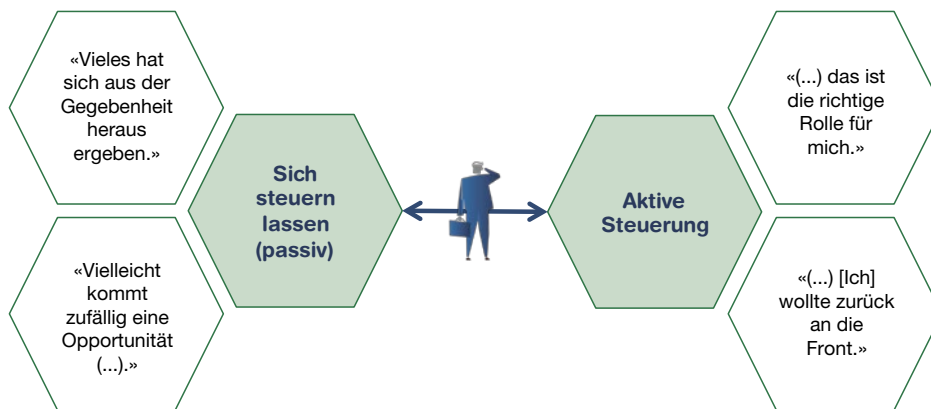 «Vieles hat
sich aus der
Gegebenheit
heraus
ergeben.»
«Vielleicht
kommt
zufällig eine
Opportunität
(...).»
Sich
steuern
lassen
(passiv)
Aktive
Steuerung
«(...) das ist
die richtige
Rolle für
mich.»
«(...) [Ich]
wollte zurück
an die
Front.»